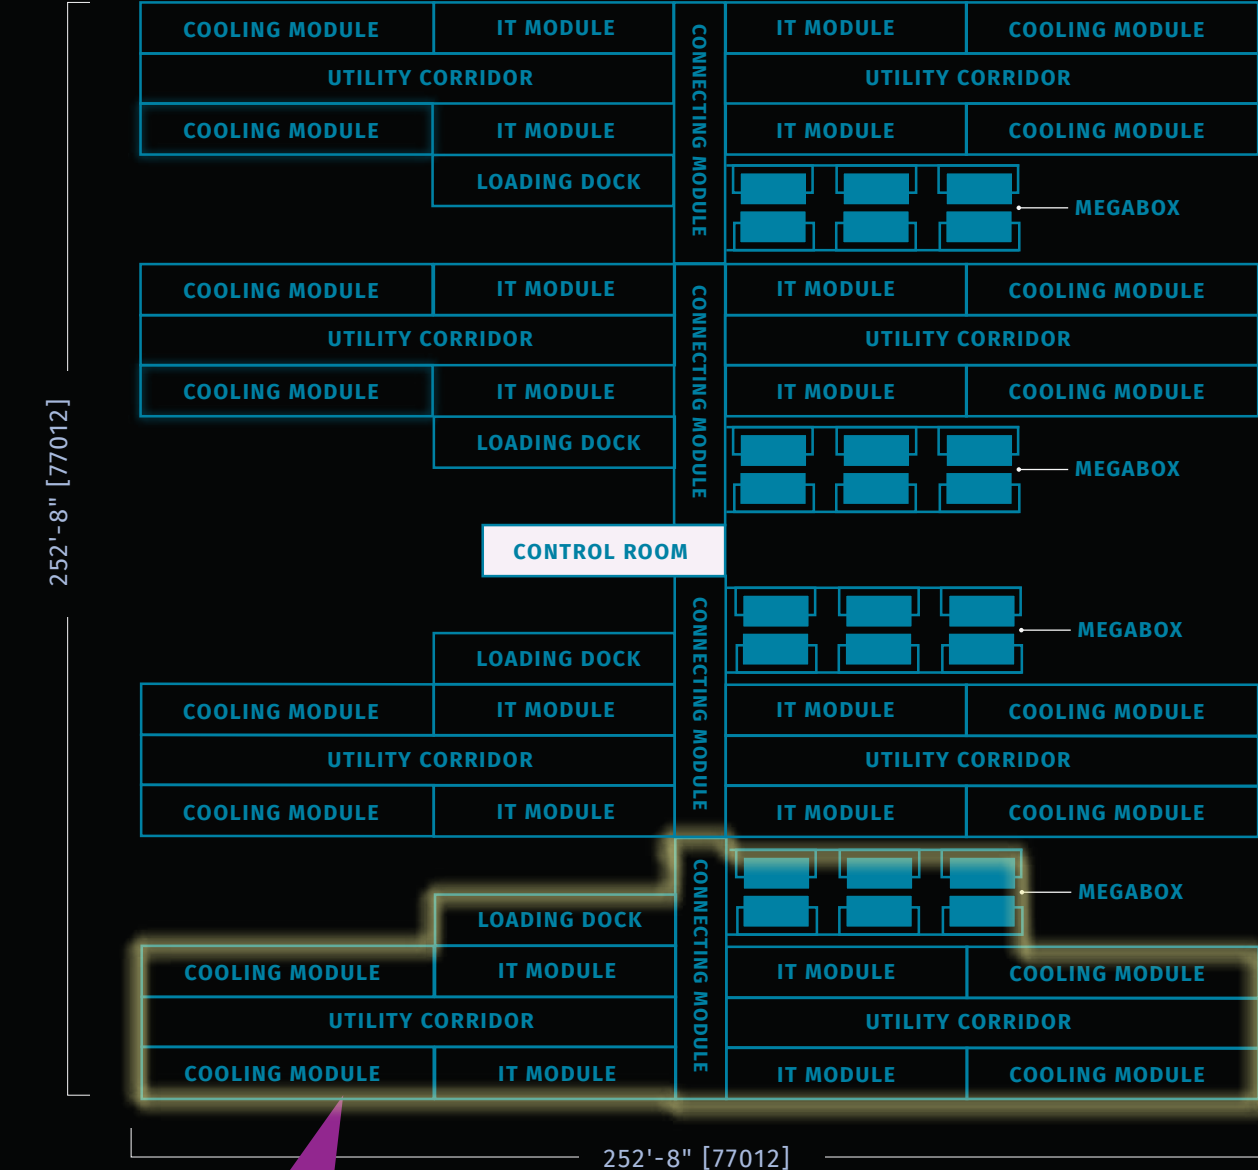 COOLING MODULE IT MODULE IT MODULE COOLING MODULE
UTILITY CORRIDOR UTILITY CORRIDOR
COOLING MODULE IT MODULE CONNECTING MODULE IT MODULE COOLING MODULE
LOADING DOCK
MEGABOX
COOLING MODULE IT MODULE IT MODULE COOLING MODULE
UTILITY CORRIDOR UTILITY CORRIDOR
COOLING MODULE IT MODULE CONNECTING MODULE IT MODULE COOLING MODULE
LOADING DOCK
MEGABOX
252'-8" [77012]
CONTROL ROOM
MEGABOX
LOADING DOCK
CONNECTING MODULE
COOLING MODULE IT MODULE IT MODULE COOLING MODULE
UTILITY CORRIDOR UTILITY CORRIDOR
COOLING MODULE IT MODULE IT MODULE COOLING MODULE
MEGABOX
LOADING DOCK
CONNECTING MODULE
COOLING MODULE IT MODULE IT MODULE COOLING MODULE
UTILITY CORRIDOR UTILITY CORRIDOR
COOLING MODULE IT MODULE IT MODULE COOLING MODULE
252'-8" [77012]